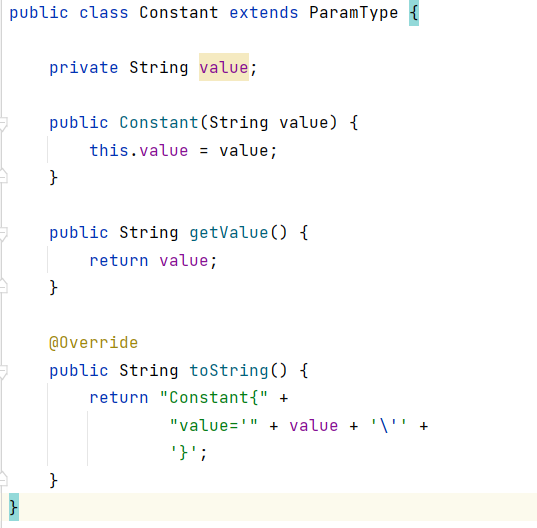 public class Constant extends ParamType {
    private String value;
    public Constant(String value) {
        this.value = value;
    }
    public String getValue() {
        return value;
    }
    @Override
    public String toString() {
        return "Constant{" +
                "value='" + value + '\'' +
                '}';
    }
}